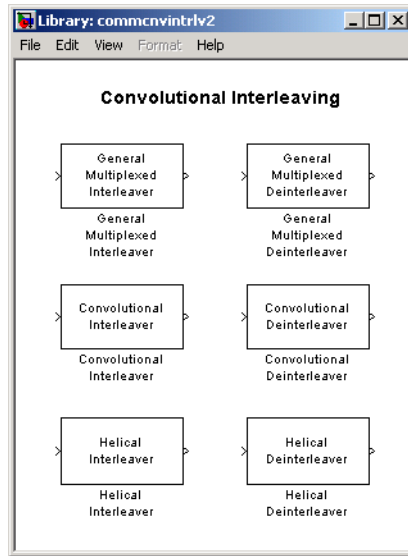 Library: commcnvintrlv2
File Edit View Format Help
Convolutional Interleaving
General
Multiplexed
Interleaver
General
Multiplexed
Interleaver
General
Multiplexed
Deinterleaver
General
Multiplexed
Deinterleaver
Convolutional
Interleaver
Convolutional
Interleaver
Convolutional
Deinterleaver
Convolutional
Deinterleaver
Helical
Interleaver
Helical
Interleaver
Helical
Deinterleaver
Helical
Deinterleaver